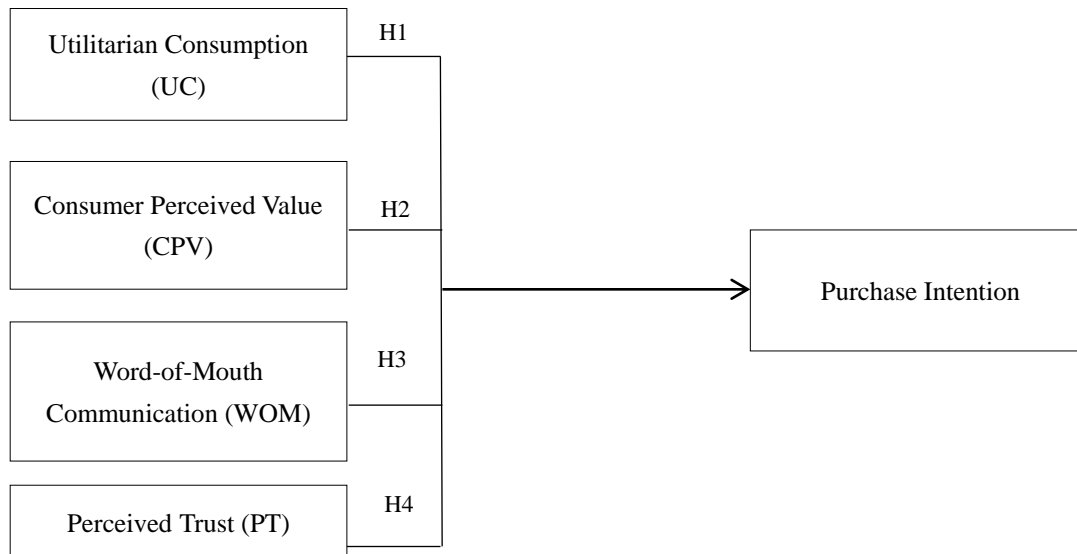 Utilitarian Consumption
(UC)
H1
Consumer Perceived Value
(CPV)
H2
Word-of-Mouth
Communication (WOM)
H3
Perceived Trust (PT)
H4
Purchase Intention